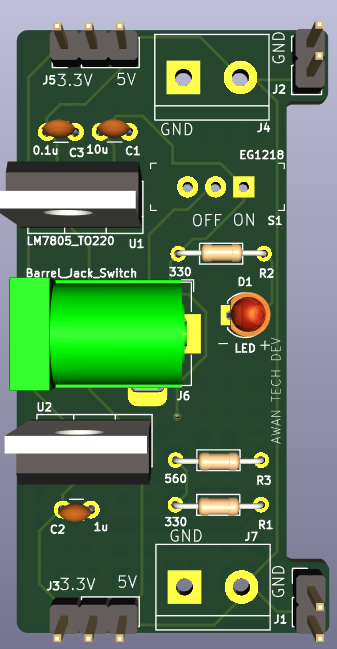 GND
J5 3.3V 5V
J2
GND J4
0.1u C3 10u C1
EG1218
OFF ON S1
LM7805_TO220 U1
330 R2
Barrel_Jack_Switch
D1
LED
- +
J6
AWAN TECH DEV
U2
560 R3
C2 1u
330 R1
GND J7
J3 3.3V 5V
GND
J1